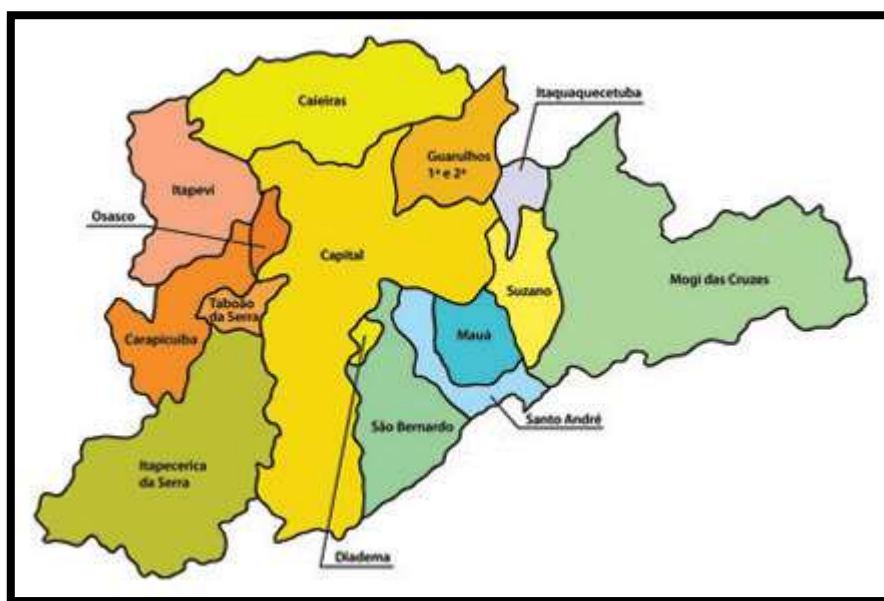 Caieiras
Itaquaquecetuba
Guarulhos
1ª e 2ª
Itapevi
Osasco
Capital
Mogi das Cruzes
Suzano
Taboão
da Serra
Carapicuíba
Mauá
Santo André
São Bernardo
Itapecerica
da Serra
Diadema